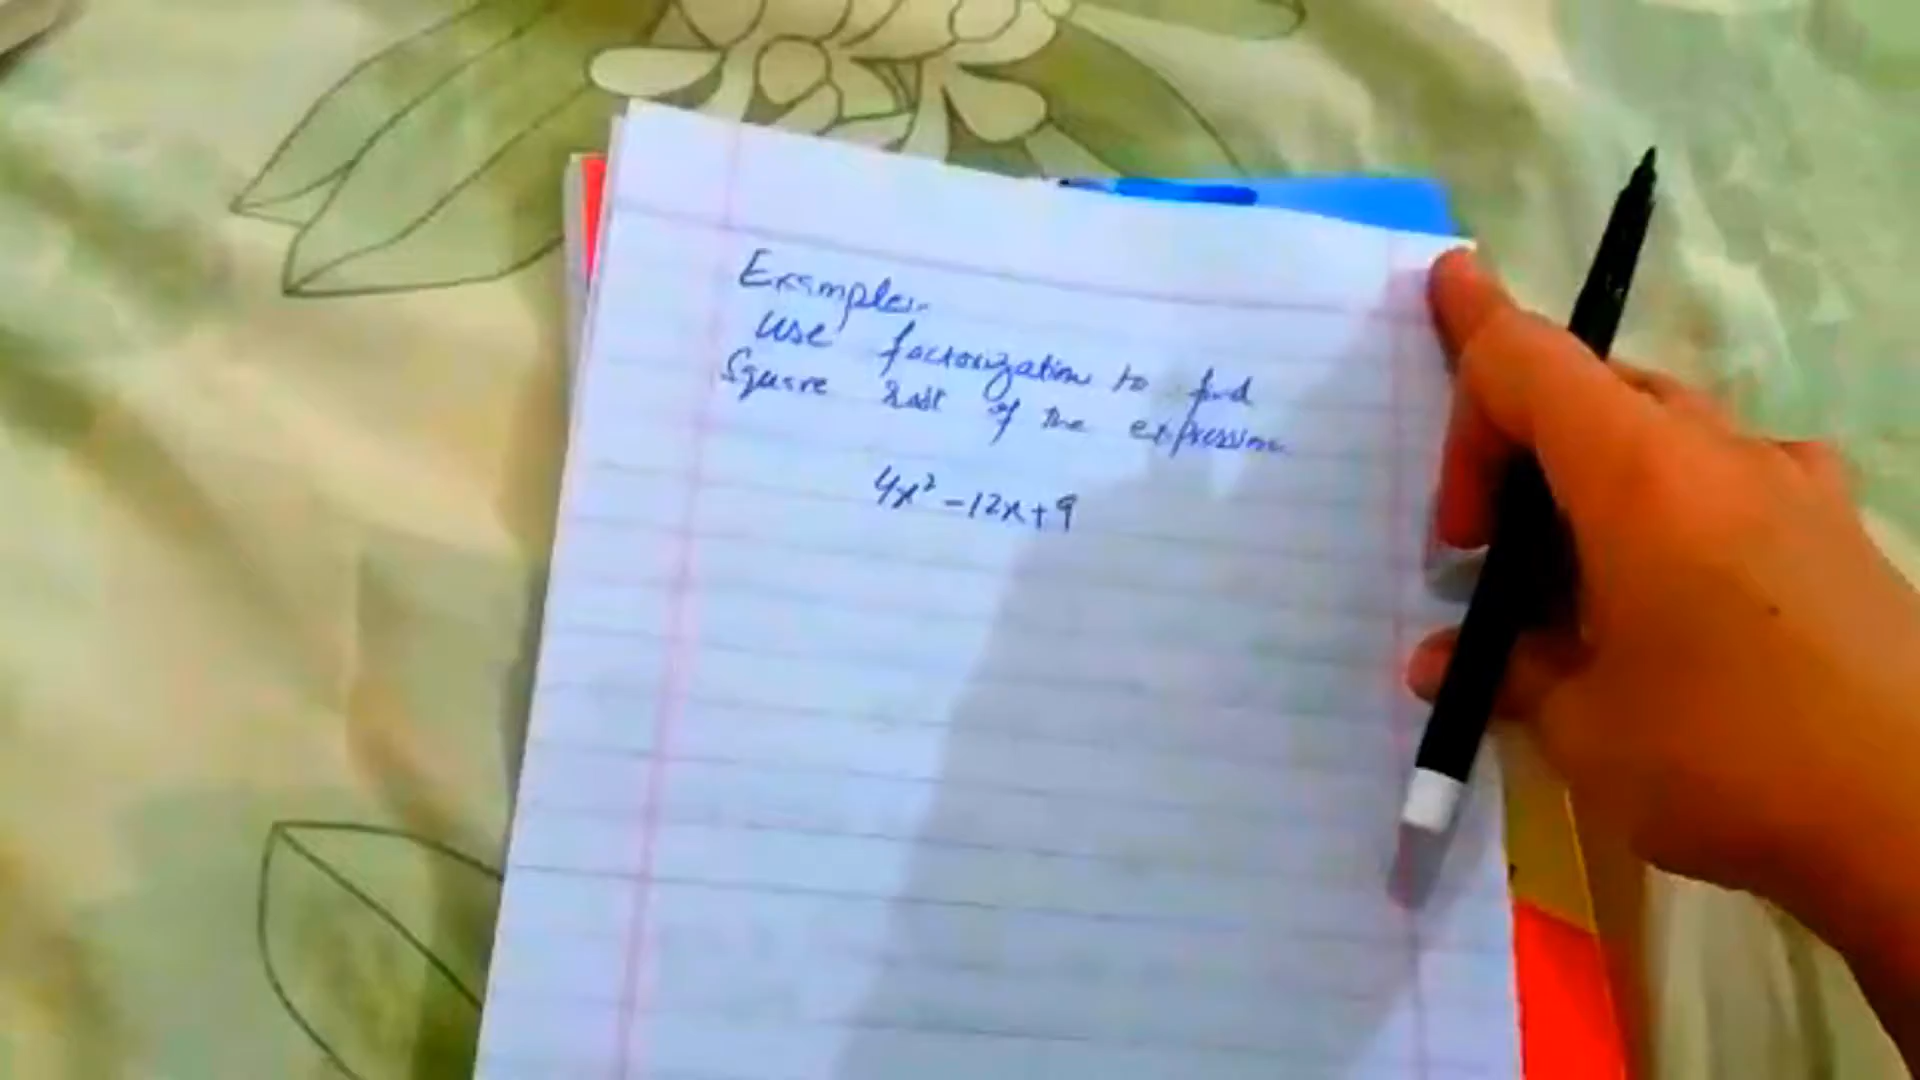 Example:-
Use factorization to find
Square root of the expression
4x² - 12x + 9